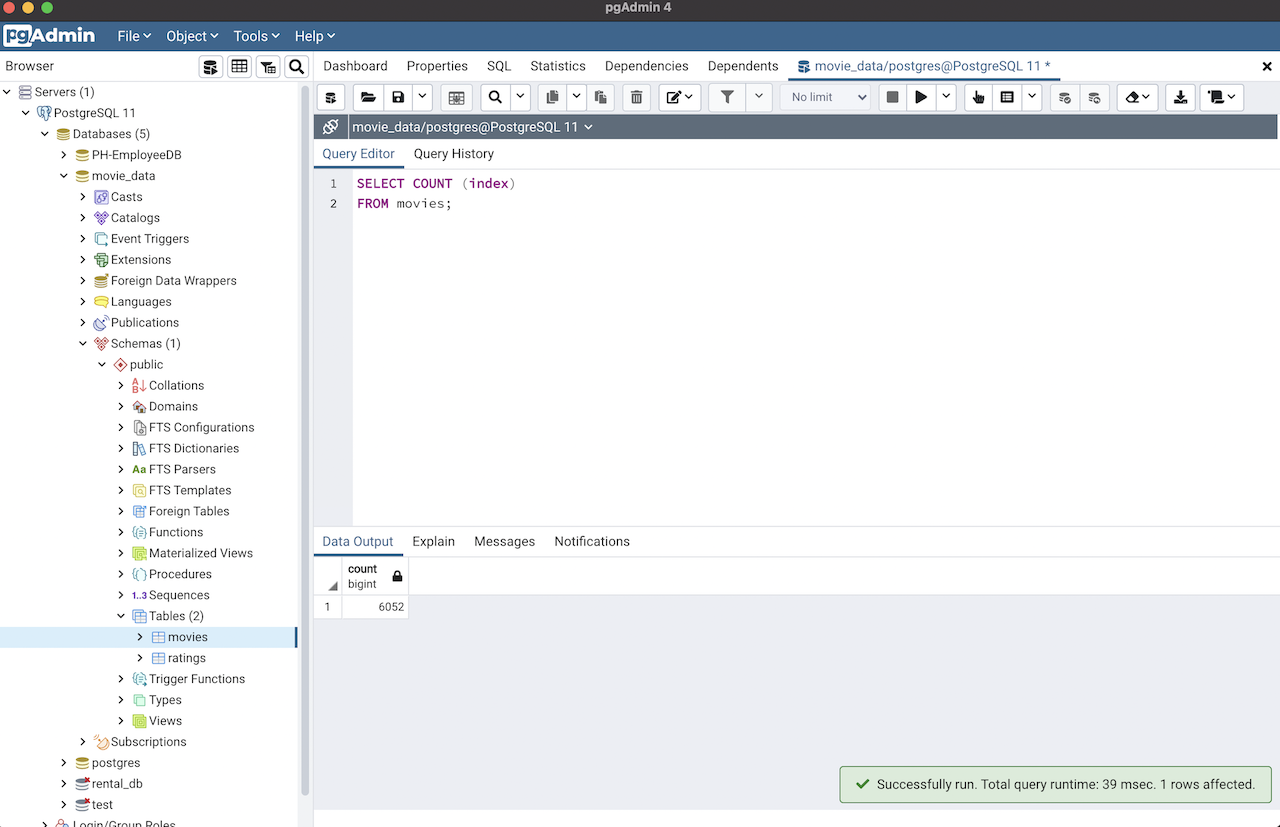 pgAdmin 4
pgAdmin File Object Tools Help
Browser
Dashboard Properties SQL Statistics Dependencies Dependents movie_data/postgres@PostgreSQL 11 *
No limit
movie_data/postgres@PostgreSQL 11
Query Editor Query History
1 SELECT COUNT (index)
2 FROM movies;
Servers (1)
PostgreSQL 11
Databases (5)
PH-EmployeeDB
movie_data
Casts
Catalogs
Event Triggers
Extensions
Foreign Data Wrappers
Languages
Publications
Schemas (1)
public
Collations
Domains
FTS Configurations
FTS Dictionaries
Aa FTS Parsers
FTS Templates
Foreign Tables
Functions
Materialized Views
Procedures
1..3 Sequences
Tables (2)
movies
ratings
Trigger Functions
Types
Views
Subscriptions
postgres
rental_db
test
Login/Group Roles
Data Output Explain Messages Notifications
count
bigint
1 6052
Successfully run. Total query runtime: 39 msec. 1 rows affected.